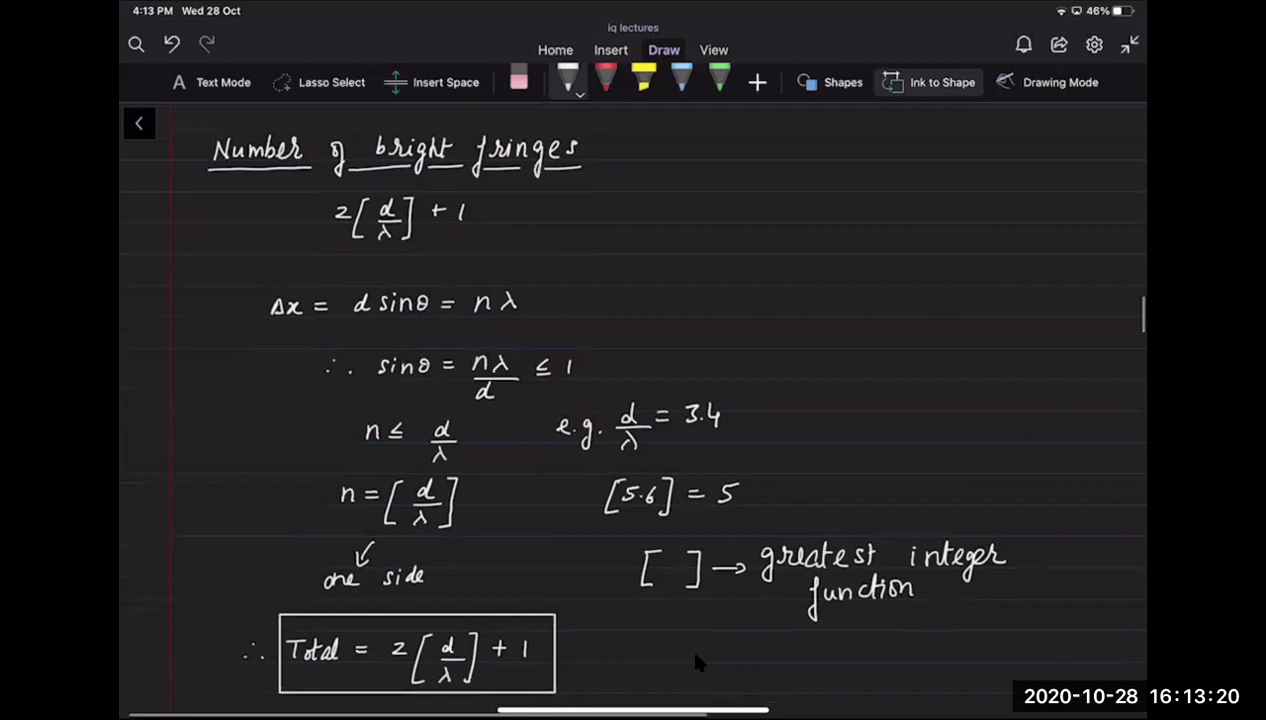 4:13 PM Wed 28 Oct
46%
iq lectures
Home Insert Draw View
Text Mode Lasso Select Insert Space Shapes Ink to Shape Drawing Mode
Number of bright fringes
2[d/λ] + 1
Δx = d sinθ = nλ
∴ sinθ = nλ/d ≤ 1
n ≤ d/λ e.g. d/λ = 3.4
n = [d/λ] [5.6] = 5
one side [ ] → greatest integer
function
∴ Total = 2[d/λ] + 1
2020-10-28 16:13:20